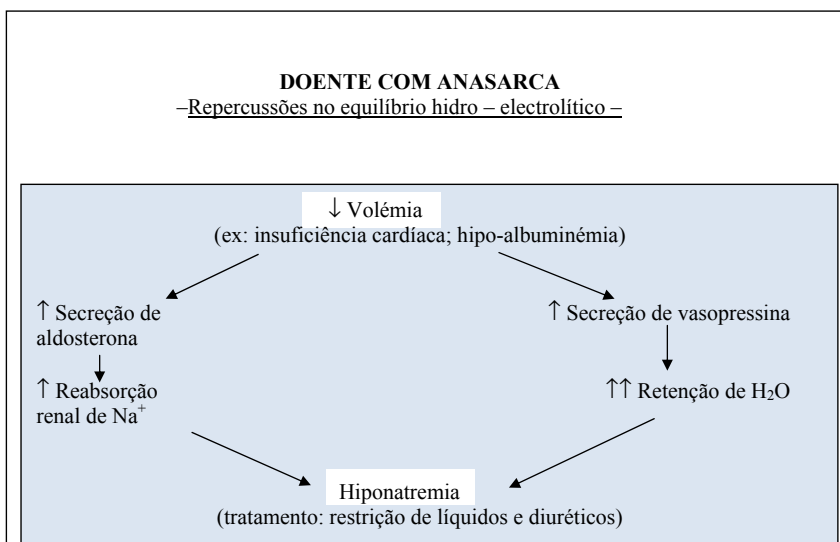 DOENTE COM ANASARCA
–Repercussões no equilíbrio hidro – electrolítico –
↓ Volémia
(ex: insuficiência cardíaca; hipo-albuminémia)
↑ Secreção de
aldosterona
↑ Reabsorção
renal de Na⁺
↑ Secreção de vasopressina
↑↑ Retenção de H₂O
Hiponatremia
(tratamento: restrição de líquidos e diuréticos)